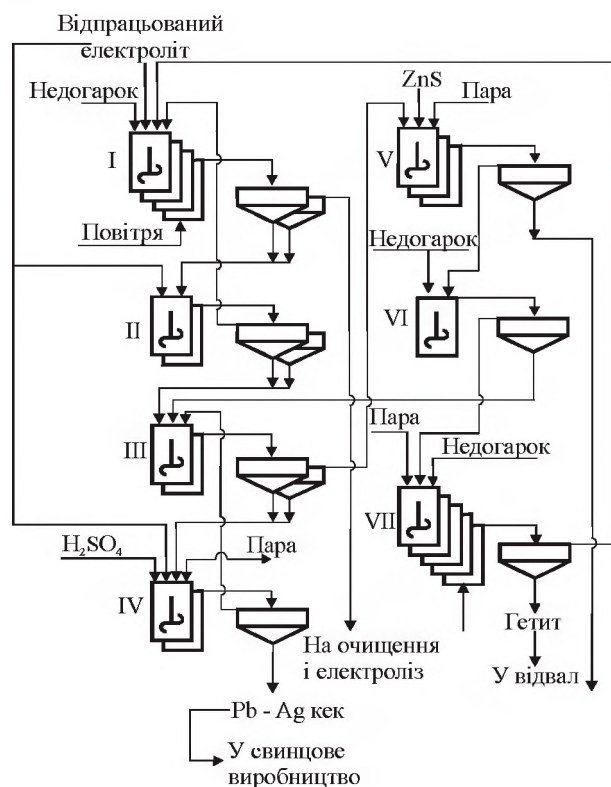 Відпрацьований
електроліт
Недогарок
I
Повітря
II
III
H₂SO₄
Пара
IV
На очищення
і електроліз
Pb - Ag кек
У свинцове
виробництво
ZnS
Пара
V
Недогарок
VI
Пара
Недогарок
VII
Гетит
У відвал